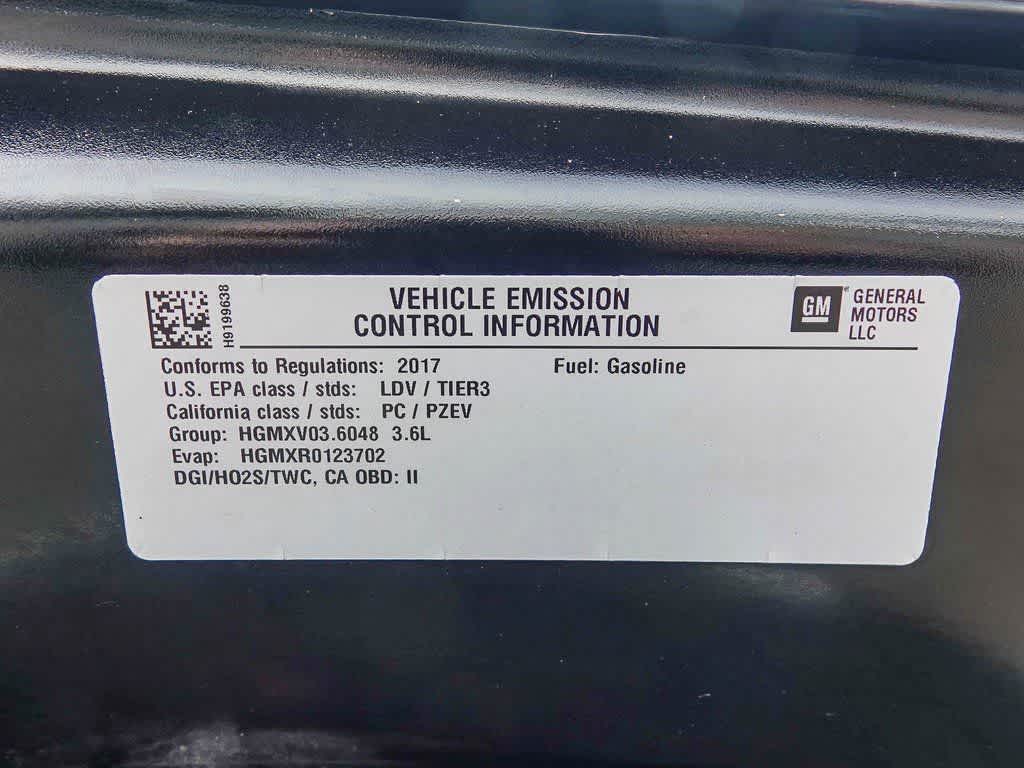 H9199638
VEHICLE EMISSION
CONTROL INFORMATION
GM
GENERAL
MOTORS
LLC
Conforms to Regulations: 2017
Fuel: Gasoline
U.S. EPA class / stds: LDV / TIER3
California class / stds: PC / PZEV
Group: HGMXV03.6048 3.6L
Evap: HGMXR0123702
DGI/HO2S/TWC, CA OBD: II